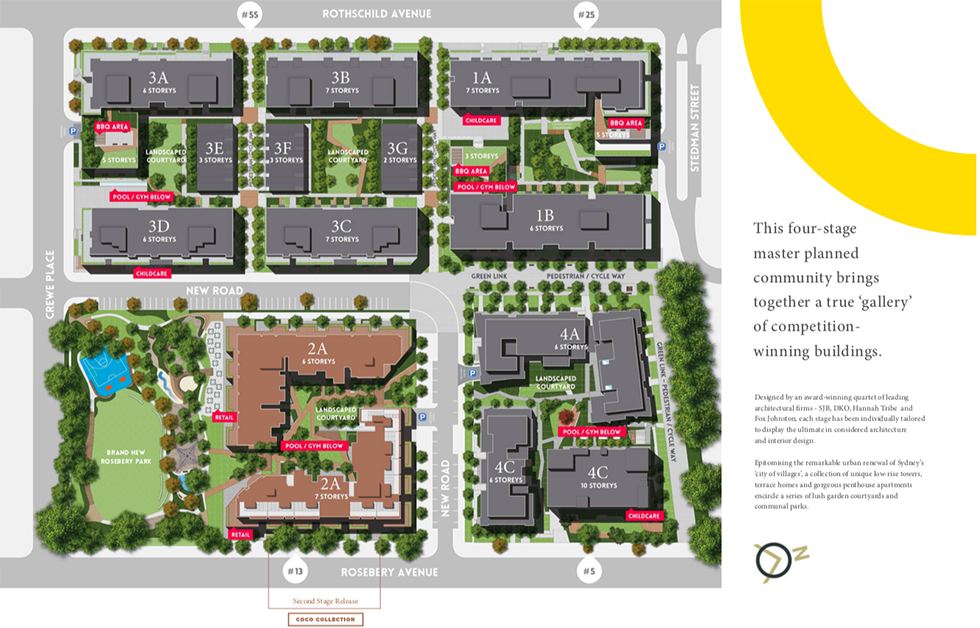 #55
ROTHSCHILD AVENUE
#25
3A
6 STOREYS
3B
7 STOREYS
1A
7 STOREYS
STEDMAN STREET
P
BBQ AREA
5 STOREYS
LANDSCAPED
COURTYARD
3E
3 STOREYS
3F
3 STOREYS
LANDSCAPED
COURTYARD
3G
2 STOREYS
CHILDCARE
3 STOREYS
BBQ AREA
POOL / GYM BELOW
BBQ AREA
5 STOREYS
P
POOL / GYM BELOW
3D
6 STOREYS
CHILDCARE
3C
7 STOREYS
1B
6 STOREYS
CREWE PLACE
NEW ROAD
GREEN LINK
PEDESTRIAN / CYCLE WAY
2A
6 STOREYS
LANDSCAPED
COURTYARD
RETAIL
POOL / GYM BELOW
P
BRAND NEW
ROSEBERY PARK
2A
7 STOREYS
RETAIL
NEW ROAD
P
4A
6 STOREYS
LANDSCAPED
COURTYARD
POOL / GYM BELOW
GREEN LINK - PEDESTRIAN / CYCLE WAY
4C
6 STOREYS
4C
10 STOREYS
CHILDCARE
#13
ROSEBERY AVENUE
#5
Second Stage Release
COCO COLLECTION
This four-stage
master planned
community brings
together a true ‘gallery’
of competition-
winning buildings.
Designed by an award-winning quartet of leading
architectural firms - SJB, DKO, Hannah Tribe and
Fox Johnston, each stage has been individually tailored
to display the ultimate in considered architecture
and interior design.
Epitomising the remarkable urban renewal of Sydney’s
‘city of villages’, a collection of unique low-rise towers,
terrace homes and gorgeous penthouse apartments
encircle a series of lush garden courtyards and
communal parks.
N